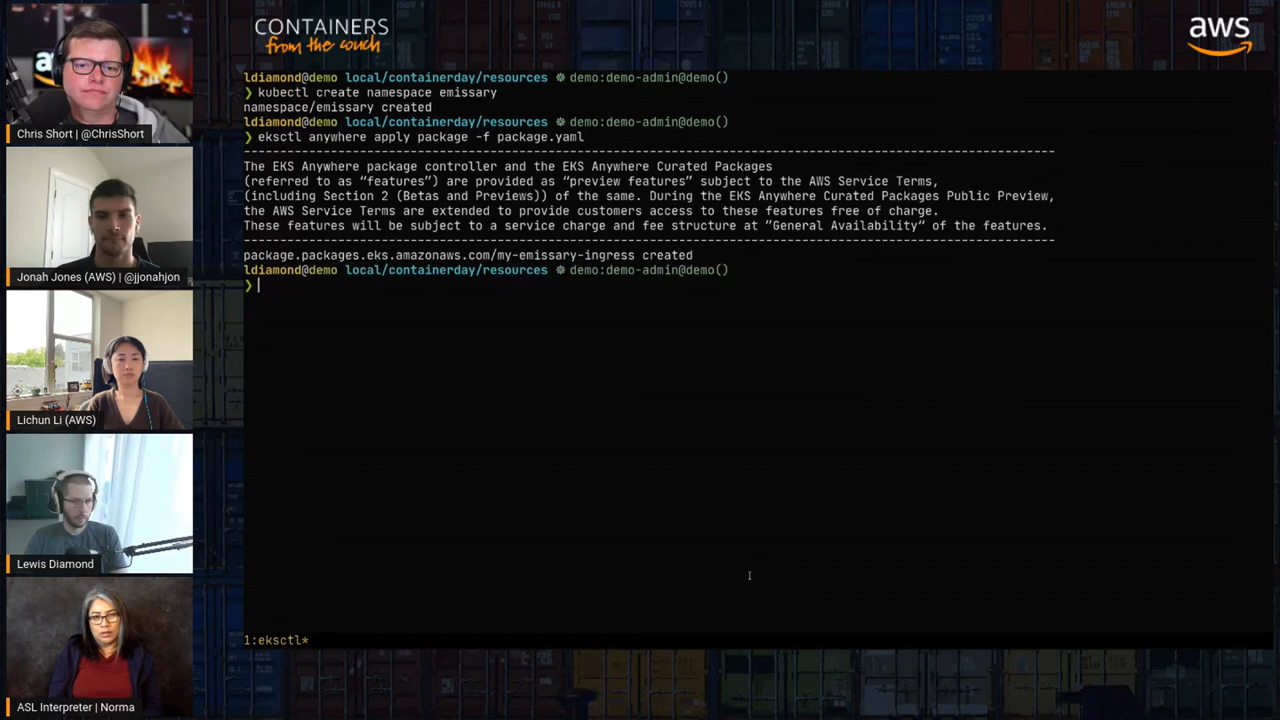 CONTAINERS
from the couch
aws
Chris Short | @ChrisShort
Jonah Jones (AWS) | @jjonahjon
Lichun Li (AWS)
Lewis Diamond
ASL Interpreter | Norma
ldiamond@demo local/containerday/resources ☸ demo:demo-admin@demo()
❯ kubectl create namespace emissary
namespace/emissary created
ldiamond@demo local/containerday/resources ☸ demo:demo-admin@demo()
❯ eksctl anywhere apply package -f package.yaml
---------------------------------------------------------------------------------------------------------------------
The EKS Anywhere package controller and the EKS Anywhere Curated Packages
(referred to as “features”) are provided as “preview features” subject to the AWS Service Terms,
(including Section 2 (Betas and Previews)) of the same. During the EKS Anywhere Curated Packages Public Preview,
the AWS Service Terms are extended to provide customers access to these features free of charge.
These features will be subject to a service charge and fee structure at ”General Availability“ of the features.
---------------------------------------------------------------------------------------------------------------------
package.packages.eks.amazonaws.com/my-emissary-ingress created
ldiamond@demo local/containerday/resources ☸ demo:demo-admin@demo()
❯
1:eksctl*